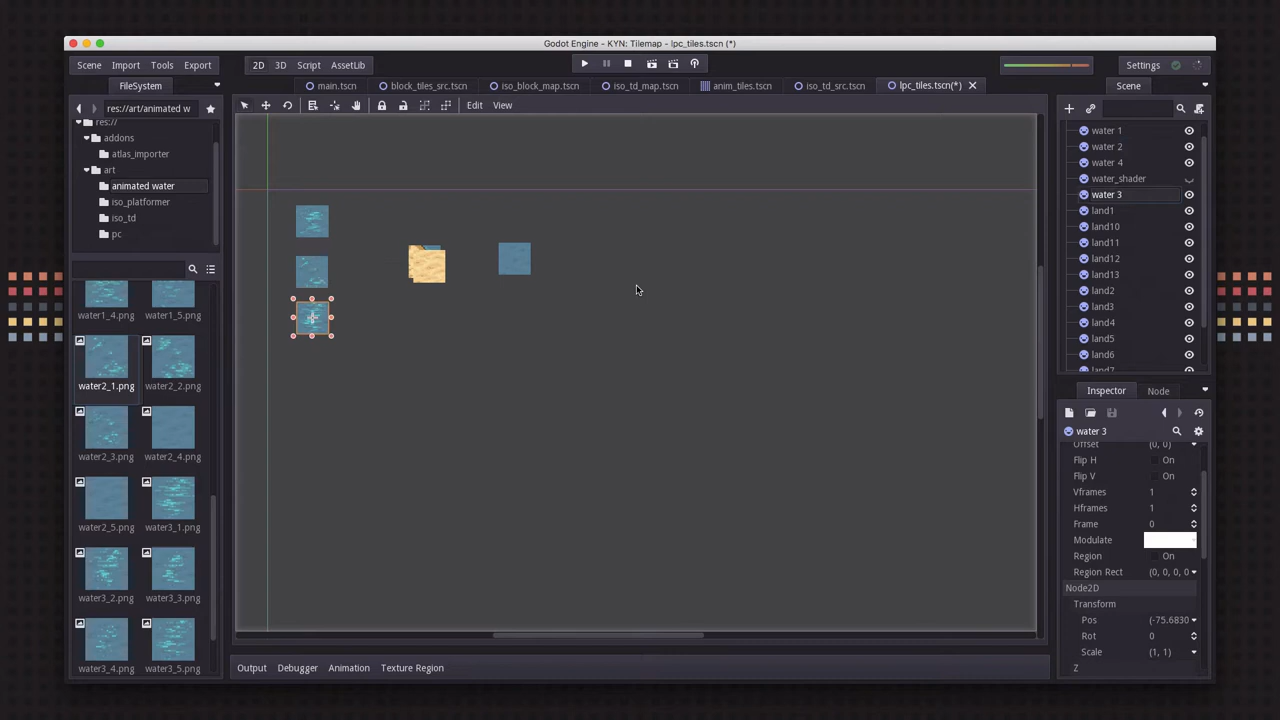 Godot Engine - KYN: Tilemap - lpc_tiles.tscn (*)
Scene Import Tools Export 2D 3D Script AssetLib Settings
FileSystem main.tscn block_tiles_src.tscn iso_block_map.tscn iso_td_map.tscn anim_tiles.tscn iso_td_src.tscn lpc_tiles.tscn(*) Scene
res://art/animated w Edit View
res://
addons
atlas_importer
art
animated water
iso_platformer
iso_td
pc
water1_4.png water1_5.png
water2_1.png water2_2.png
water2_3.png water2_4.png
water2_5.png water3_1.png
water3_2.png water3_3.png
water3_4.png water3_5.png
Output Debugger Animation Texture Region
water 1
water 2
water 4
water_shader
water 3
land1
land10
land11
land12
land13
land2
land3
land4
land5
land6
land7
Inspector Node
water 3
Offset (0, 0)
Flip H On
Flip V On
Vframes 1
Hframes 1
Frame 0
Modulate
Region On
Region Rect (0, 0, 0, 0
Node2D
Transform
Pos (-75.6830
Rot 0
Scale (1, 1)
Z